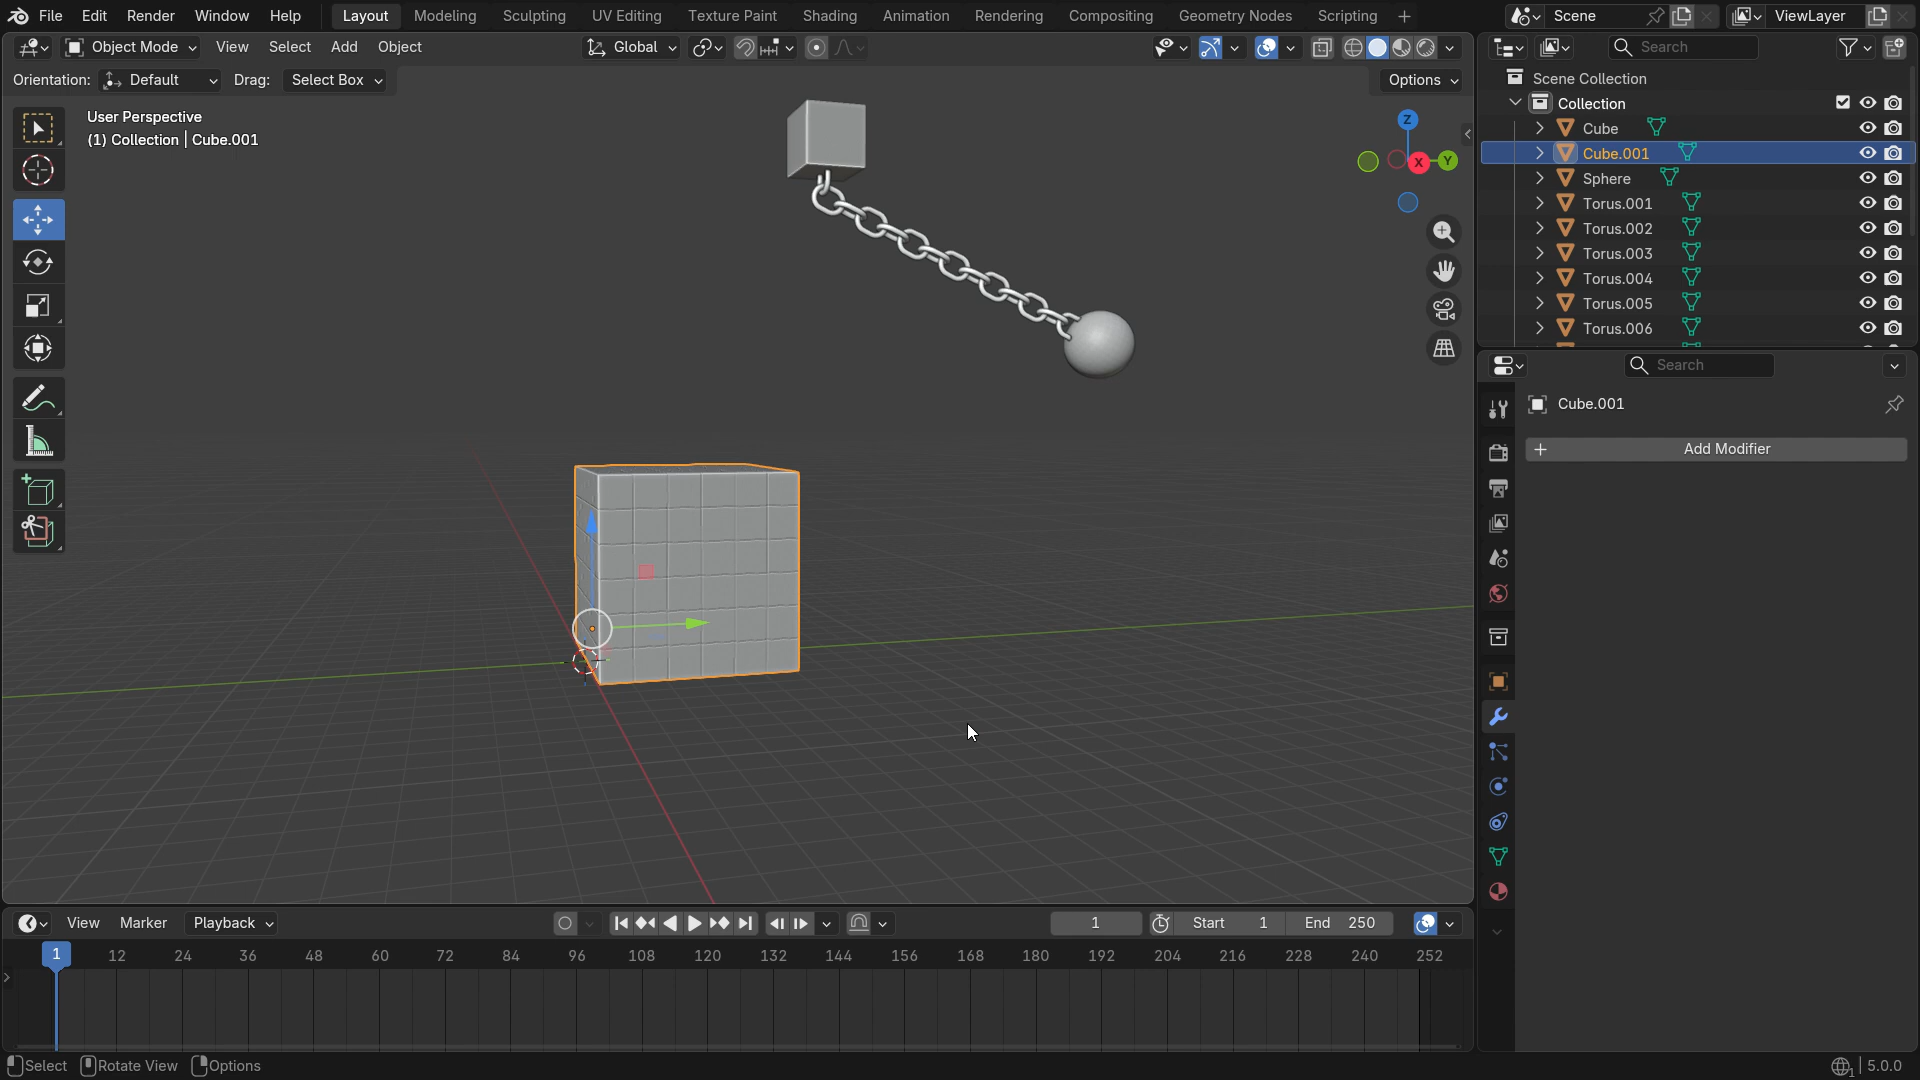 File Edit Render Window Help Layout Modeling Sculpting UV Editing Texture Paint Shading Animation Rendering Compositing Geometry Nodes Scripting Scene ViewLayer
Object Mode View Select Add Object Global Search
Orientation: Default Drag: Select Box Options
User Perspective
(1) Collection | Cube.001
Z
X
Y
Scene Collection
Collection
Cube
Cube.001
Sphere
Torus.001
Torus.002
Torus.003
Torus.004
Torus.005
Torus.006
Search
Cube.001
Add Modifier
View Marker Playback 1 Start 1 End 250
1 12 24 36 48 60 72 84 96 108 120 132 144 156 168 180 192 204 216 228 240 252
Select Rotate View Options 1 5.0.0